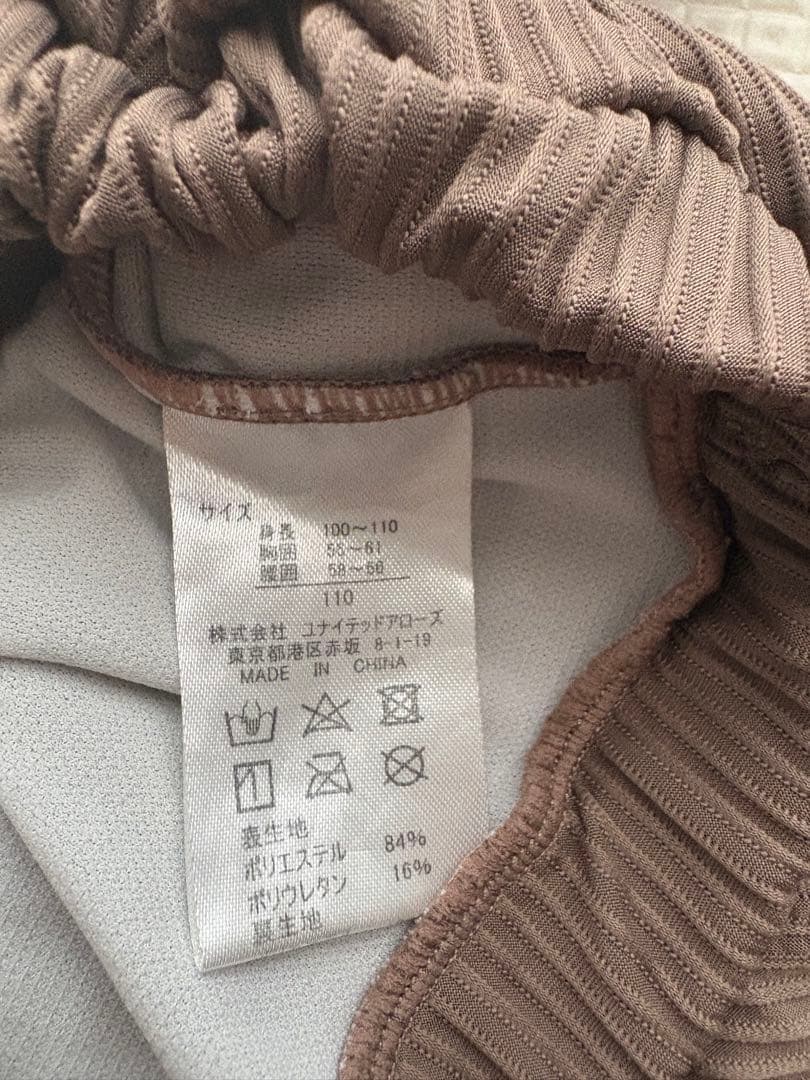 サイズ
身長 100～110
胸囲 55～61
腰囲 58～56
110
株式会社 ユナイテッドアローズ
東京都港区赤坂 8-1-19
MADE IN CHINA
表生地
ポリエステル 84%
ポリウレタン 16%
裏生地